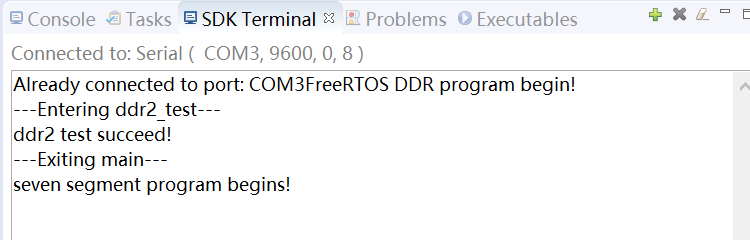 Console Tasks SDK Terminal Problems Executables
Connected to: Serial ( COM3, 9600, 0, 8 )
Already connected to port: COM3FreeRTOS DDR program begin!
---Entering ddr2_test---
ddr2 test succeed!
---Exiting main---
seven segment program begins!